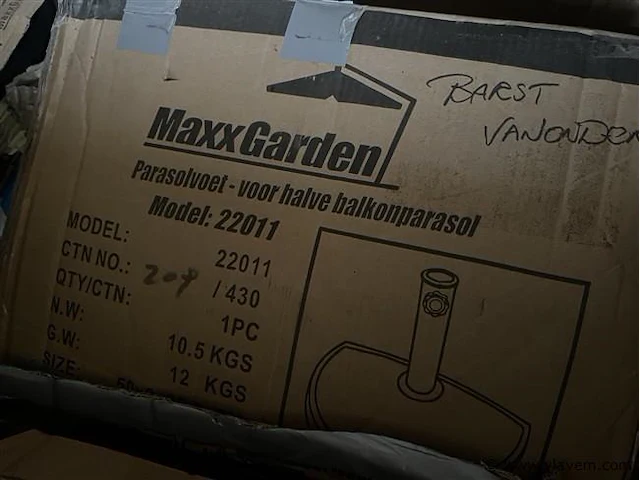 BARST
VANONDER
MaxxGarden
Parasolvoet - voor halve balkonparasol
Model: 22011
MODEL: 22011
CTN NO.: 209 / 430
QTY/CTN: 1PC
N.W: 10.5 KGS
G.W: 12 KGS
SIZE: